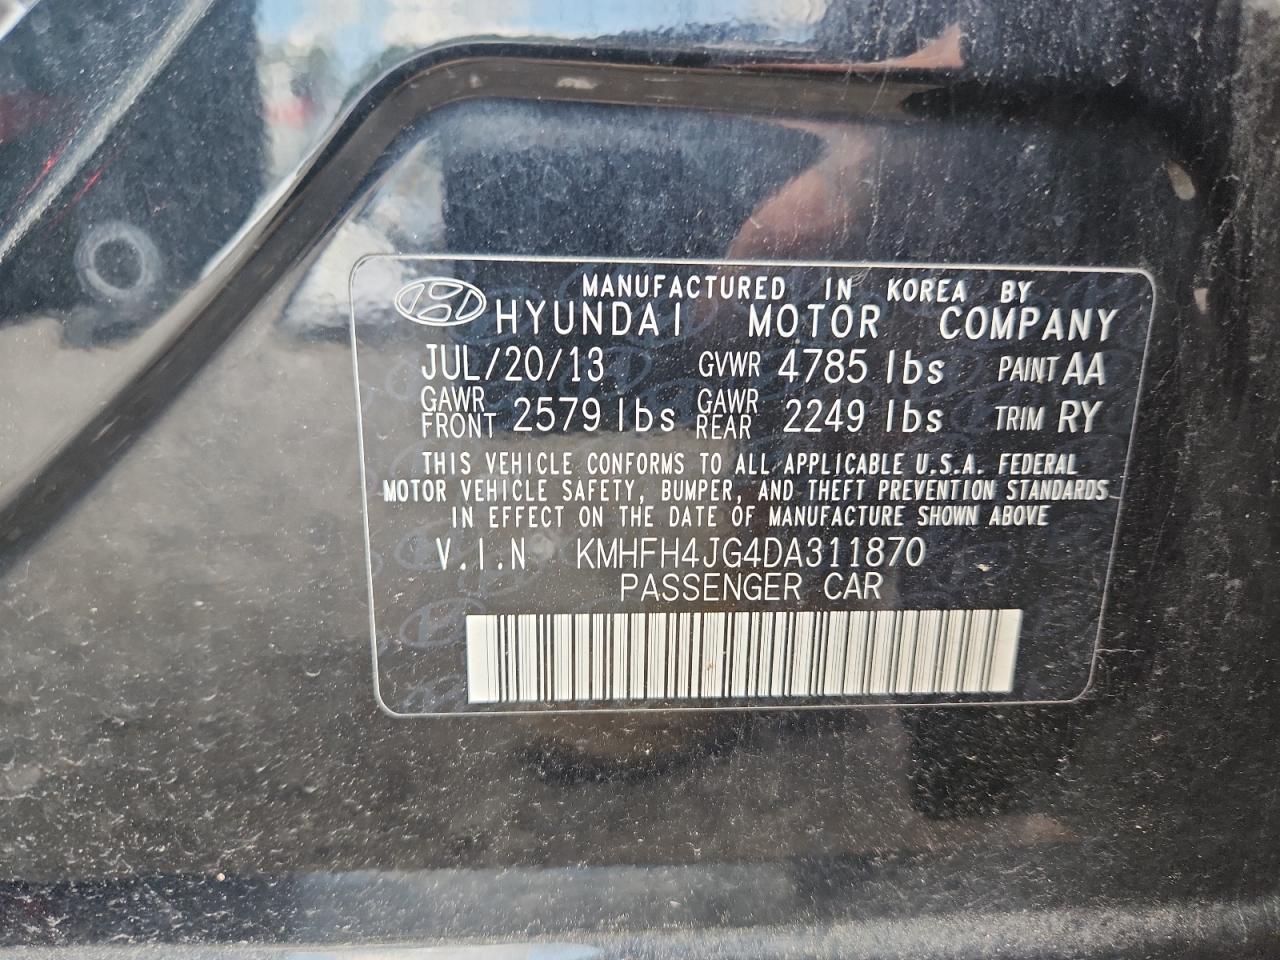 MANUFACTURED IN KOREA BY
HYUNDAI MOTOR COMPANY
JUL/20/13 GVWR 4785 lbs PAINT AA
GAWR FRONT 2579 lbs GAWR REAR 2249 lbs TRIM RY
THIS VEHICLE CONFORMS TO ALL APPLICABLE U.S.A. FEDERAL
MOTOR VEHICLE SAFETY, BUMPER, AND THEFT PREVENTION STANDARDS
IN EFFECT ON THE DATE OF MANUFACTURE SHOWN ABOVE
V.I.N KMHFH4JG4DA311870
PASSENGER CAR